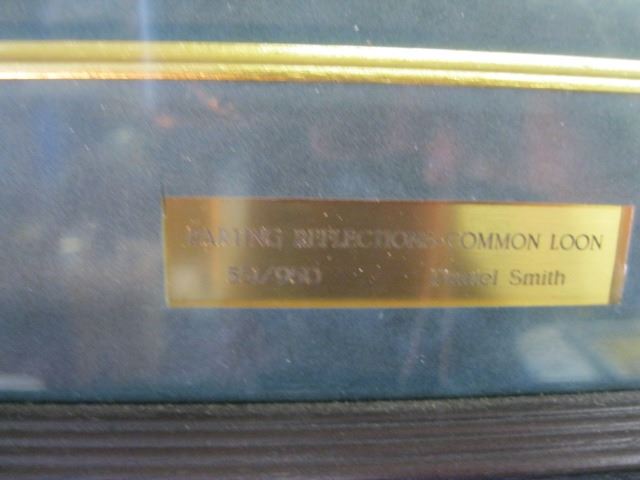 PARTING REFLECTIONS-COMMON LOON
Daniel Smith